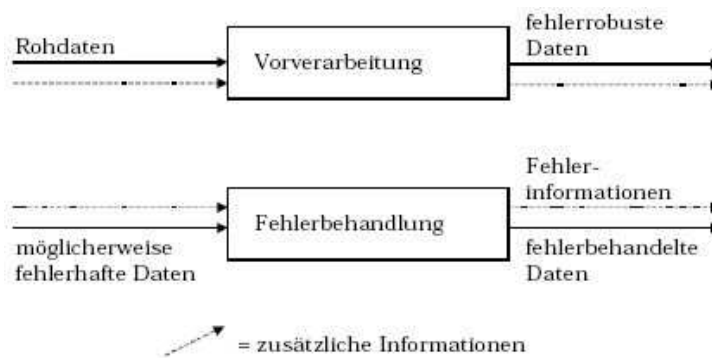 Rohdaten
Vorverarbeitung
fehlerrobuste
Daten
Fehlerbehandlung
Fehler-
informationen
möglicherweise
fehlerhafte Daten
fehlerbehandelte
Daten
= zusätzliche Informationen